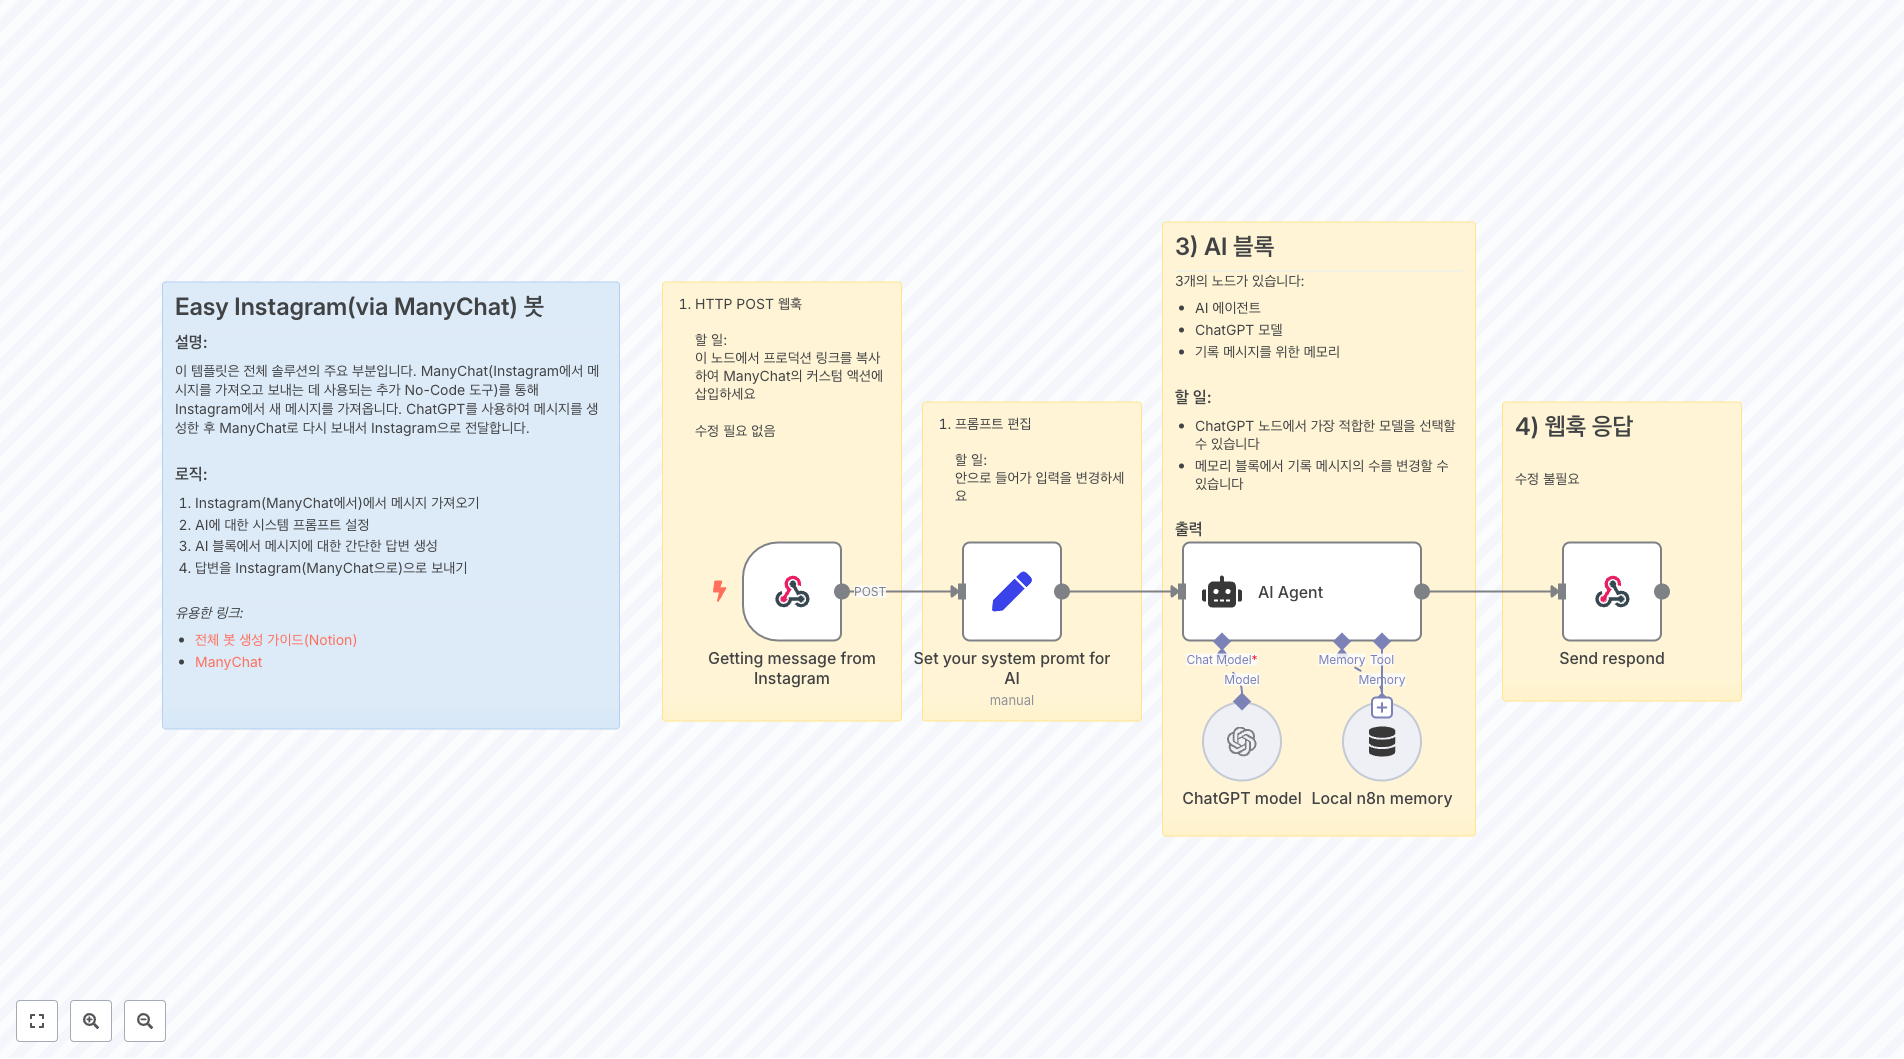 Easy Instagram(via ManyChat) 봇
설명:
이 템플릿은 전체 솔루션의 주요 부분입니다. ManyChat(Instagram에서 메
시지를 가져오고 보내는 데 사용되는 추가 No-Code 도구)를 통해
Instagram에서 새 메시지를 가져옵니다. ChatGPT를 사용하여 메시지를 생
성한 후 ManyChat로 다시 보내서 Instagram으로 전달합니다.
로직:
1. Instagram(ManyChat에서)에서 메시지 가져오기
2. AI에 대한 시스템 프롬프트 설정
3. AI 블록에서 메시지에 대한 간단한 답변 생성
4. 답변을 Instagram(ManyChat으로)으로 보내기
유용한 링크:
• 전체 봇 생성 가이드(Notion)
• ManyChat
1. HTTP POST 웹훅
할 일:
이 노드에서 프로덕션 링크를 복사
하여 ManyChat의 커스텀 액션에
삽입하세요
수정 필요 없음
POST
Getting message from
Instagram
1. 프롬프트 편집
할 일:
안으로 들어가 입력을 변경하세
요
Set your system promt for
AI
manual
3) AI 블록
3개의 노드가 있습니다:
• AI 에이전트
• ChatGPT 모델
• 기록 메시지를 위한 메모리
할 일:
• ChatGPT 노드에서 가장 적합한 모델을 선택할
수 있습니다
• 메모리 블록에서 기록 메시지의 수를 변경할 수
있습니다
출력
AI Agent
Chat Model*
Memory
Tool
Model
Memory
ChatGPT model
Local n8n memory
4) 웹훅 응답
수정 불필요
Send respond